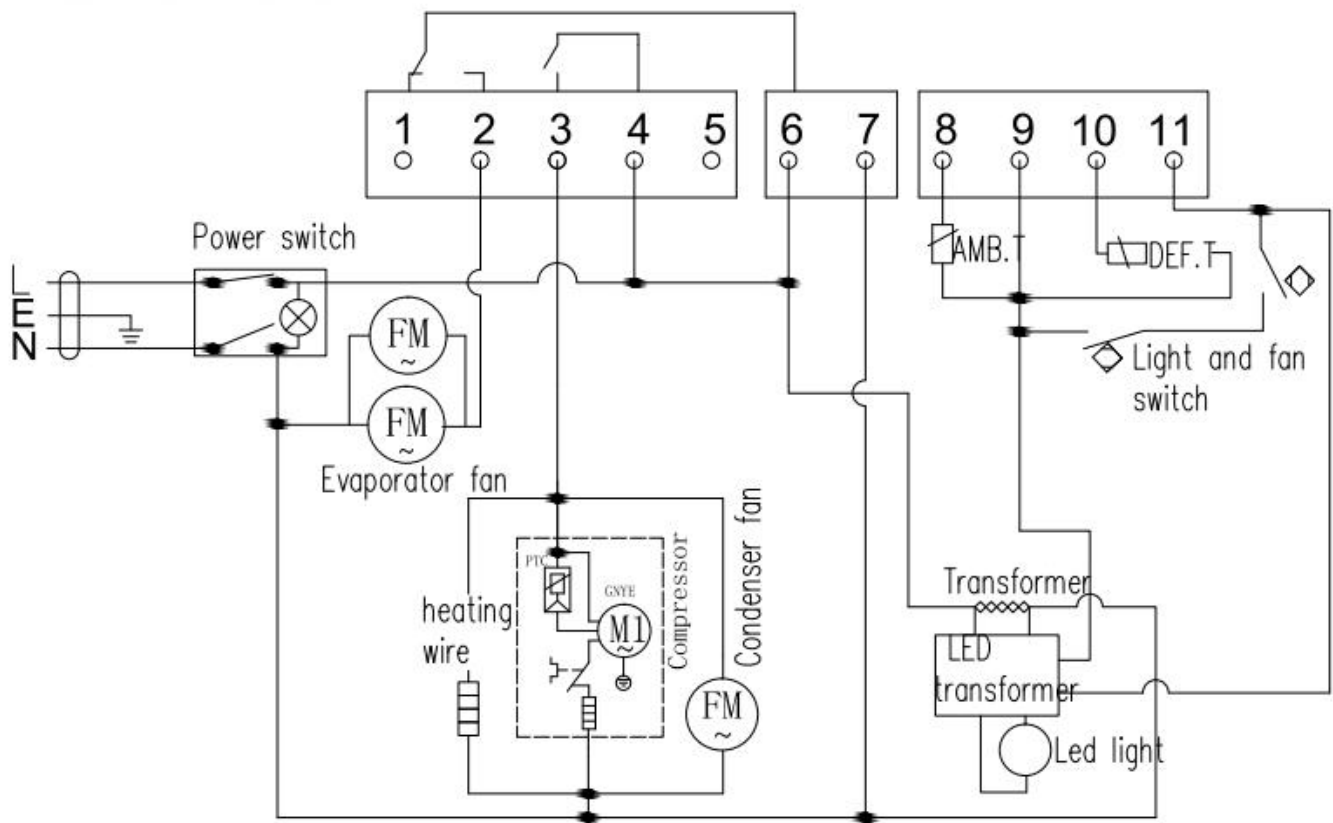 1 2 3 4 5 6 7 8 9 10 11
Power switch
L
E
N
AMB.T
DEF.T
FM
~
FM
~
Evaporator fan
Light and fan
switch
PTC
GNYE
M1
~
Compressor
heating
wire
Condenser fan
FM
~
Transformer
LED
transformer
Led light